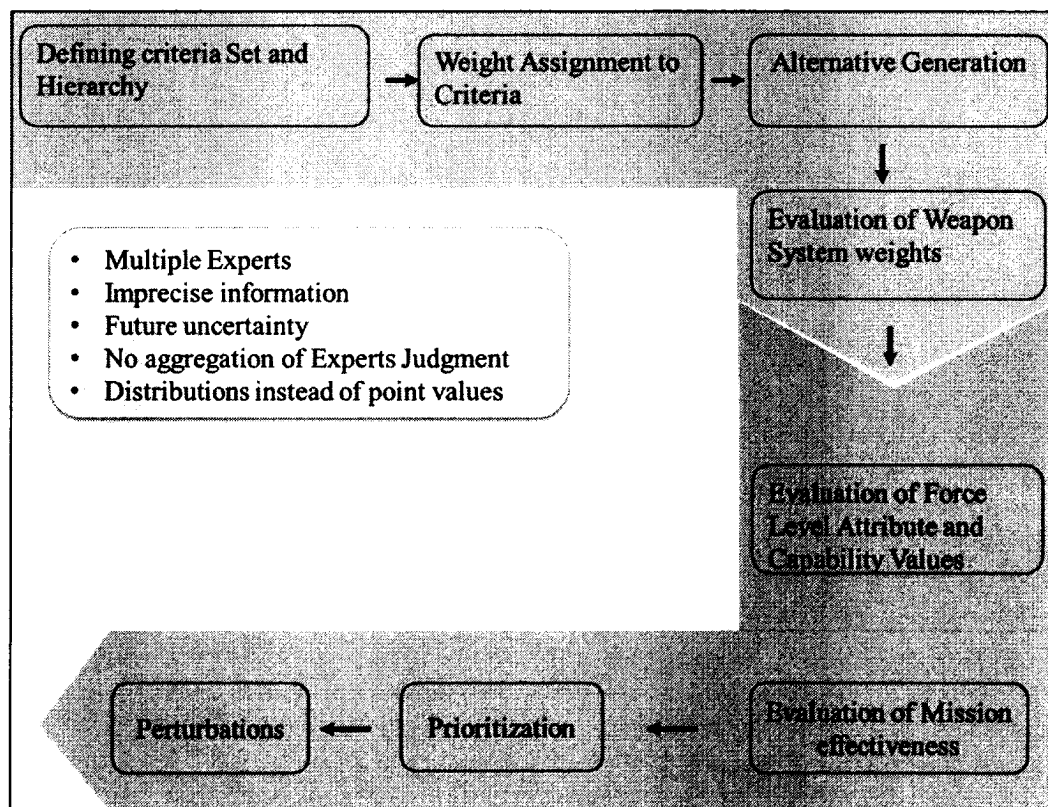 Defining criteria Set and
Hierarchy
Weight Assignment to
Criteria
Alternative Generation
Evaluation of Weapon
System weights
• Multiple Experts
• Imprecise information
• Future uncertainty
• No aggregation of Experts Judgment
• Distributions instead of point values
Evaluation of Force
Level Attribute and
Capability Values
Evaluation of Mission
effectiveness
Prioritization
Perturbations